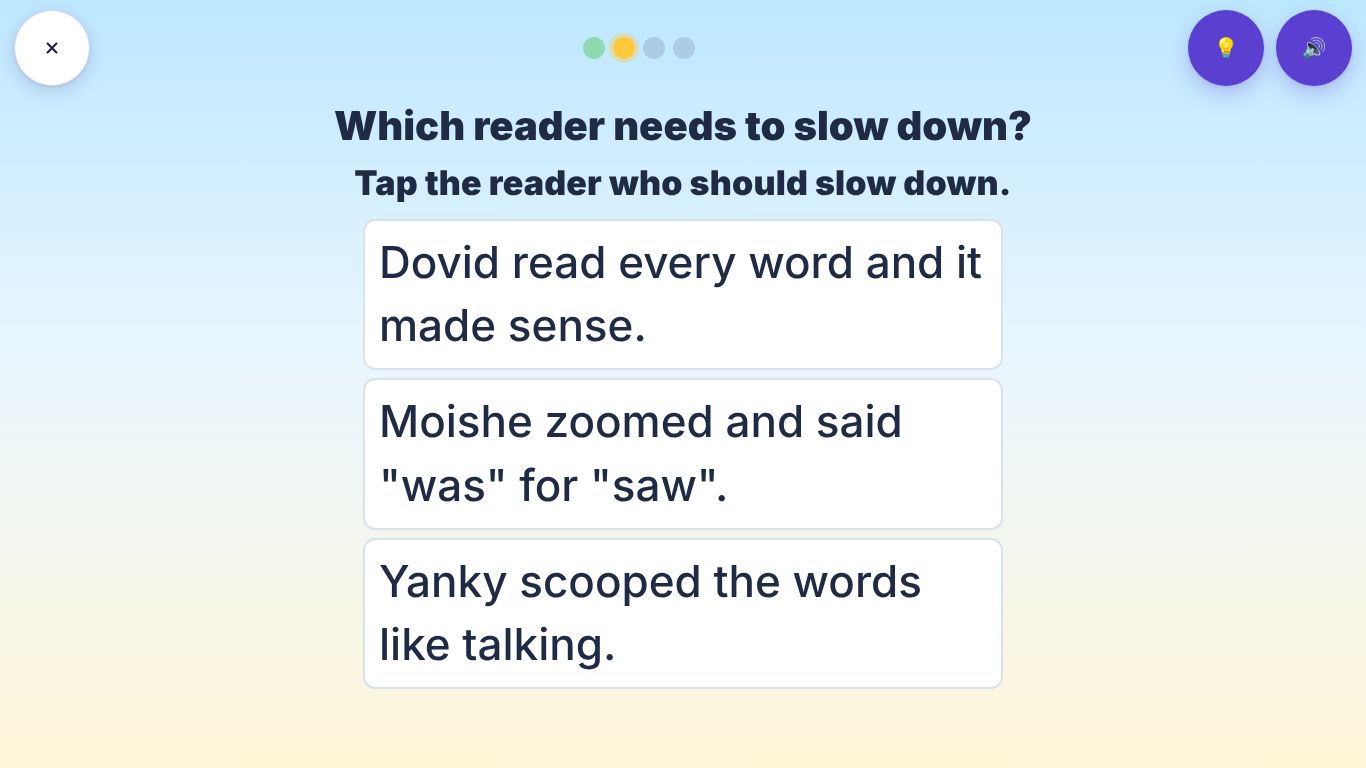 Which reader needs to slow down?
Tap the reader who should slow down.
Dovid read every word and it
made sense.
Moishe zoomed and said
"was" for "saw".
Yanky scooped the words
like talking.